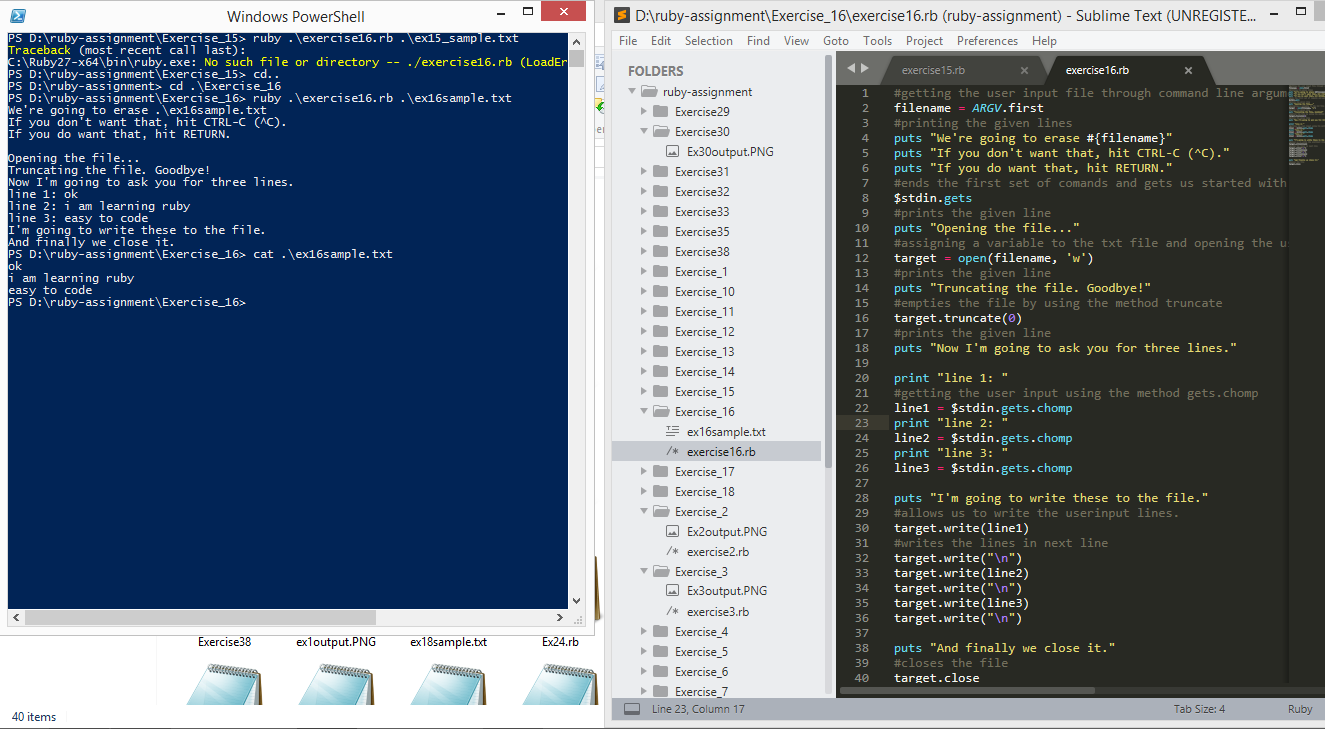 Windows PowerShell
PS D:\ruby-assignment\Exercise_15> ruby .\exercise16.rb .\ex15_sample.txt
Traceback (most recent call last):
C:\Ruby27-x64\bin\ruby.exe: No such file or directory -- ./exercise16.rb (LoadEr
PS D:\ruby-assignment\Exercise_15> cd..
PS D:\ruby-assignment> cd .\Exercise_16
PS D:\ruby-assignment\Exercise_16> ruby .\exercise16.rb .\ex16sample.txt
We're going to erase .\ex16sample.txt
If you don't want that, hit CTRL-C (^C).
If you do want that, hit RETURN.
Opening the file...
Truncating the file. Goodbye!
Now I'm going to ask you for three lines.
line 1: ok
line 2: i am learning ruby
line 3: easy to code
I'm going to write these to the file.
And finally we close it.
PS D:\ruby-assignment\Exercise_16> cat .\ex16sample.txt
ok
i am learning ruby
easy to code
PS D:\ruby-assignment\Exercise_16>
Exercise38 ex1output.PNG ex18sample.txt Ex24.rb
40 items
D:\ruby-assignment\Exercise_16\exercise16.rb (ruby-assignment) - Sublime Text (UNREGISTE...
File Edit Selection Find View Goto Tools Project Preferences Help
FOLDERS
ruby-assignment
Exercise29
Exercise30
Ex30output.PNG
Exercise31
Exercise32
Exercise33
Exercise35
Exercise38
Exercise_1
Exercise_10
Exercise_11
Exercise_12
Exercise_13
Exercise_14
Exercise_15
Exercise_16
ex16sample.txt
/* exercise16.rb
Exercise_17
Exercise_18
Exercise_2
Ex2output.PNG
/* exercise2.rb
Exercise_3
Ex3output.PNG
/* exercise3.rb
Exercise_4
Exercise_5
Exercise_6
Exercise_7
exercise15.rb exercise16.rb
1 #getting the user input file through command line argum
2 filename = ARGV.first
3 #printing the given lines
4 puts "We're going to erase #{filename}"
5 puts "If you don't want that, hit CTRL-C (^C)."
6 puts "If you do want that, hit RETURN."
7 #ends the first set of comands and gets us started with
8 $stdin.gets
9 #prints the given line
10 puts "Opening the file..."
11 #assigning a variable to the txt file and opening the u
12 target = open(filename, 'w')
13 #prints the given line
14 puts "Truncating the file. Goodbye!"
15 #empties the file by using the method truncate
16 target.truncate(0)
17 #prints the given line
18 puts "Now I'm going to ask you for three lines."
19
20 print "line 1: "
21 #getting the user input using the method gets.chomp
22 line1 = $stdin.gets.chomp
23 print "line 2: "
24 line2 = $stdin.gets.chomp
25 print "line 3: "
26 line3 = $stdin.gets.chomp
27
28 puts "I'm going to write these to the file."
29 #allows us to write the userinput lines.
30 target.write(line1)
31 #writes the lines in next line
32 target.write("\n")
33 target.write(line2)
34 target.write("\n")
35 target.write(line3)
36 target.write("\n")
37
38 puts "And finally we close it."
39 #closes the file
40 target.close
Line 23, Column 17 Tab Size: 4 Ruby